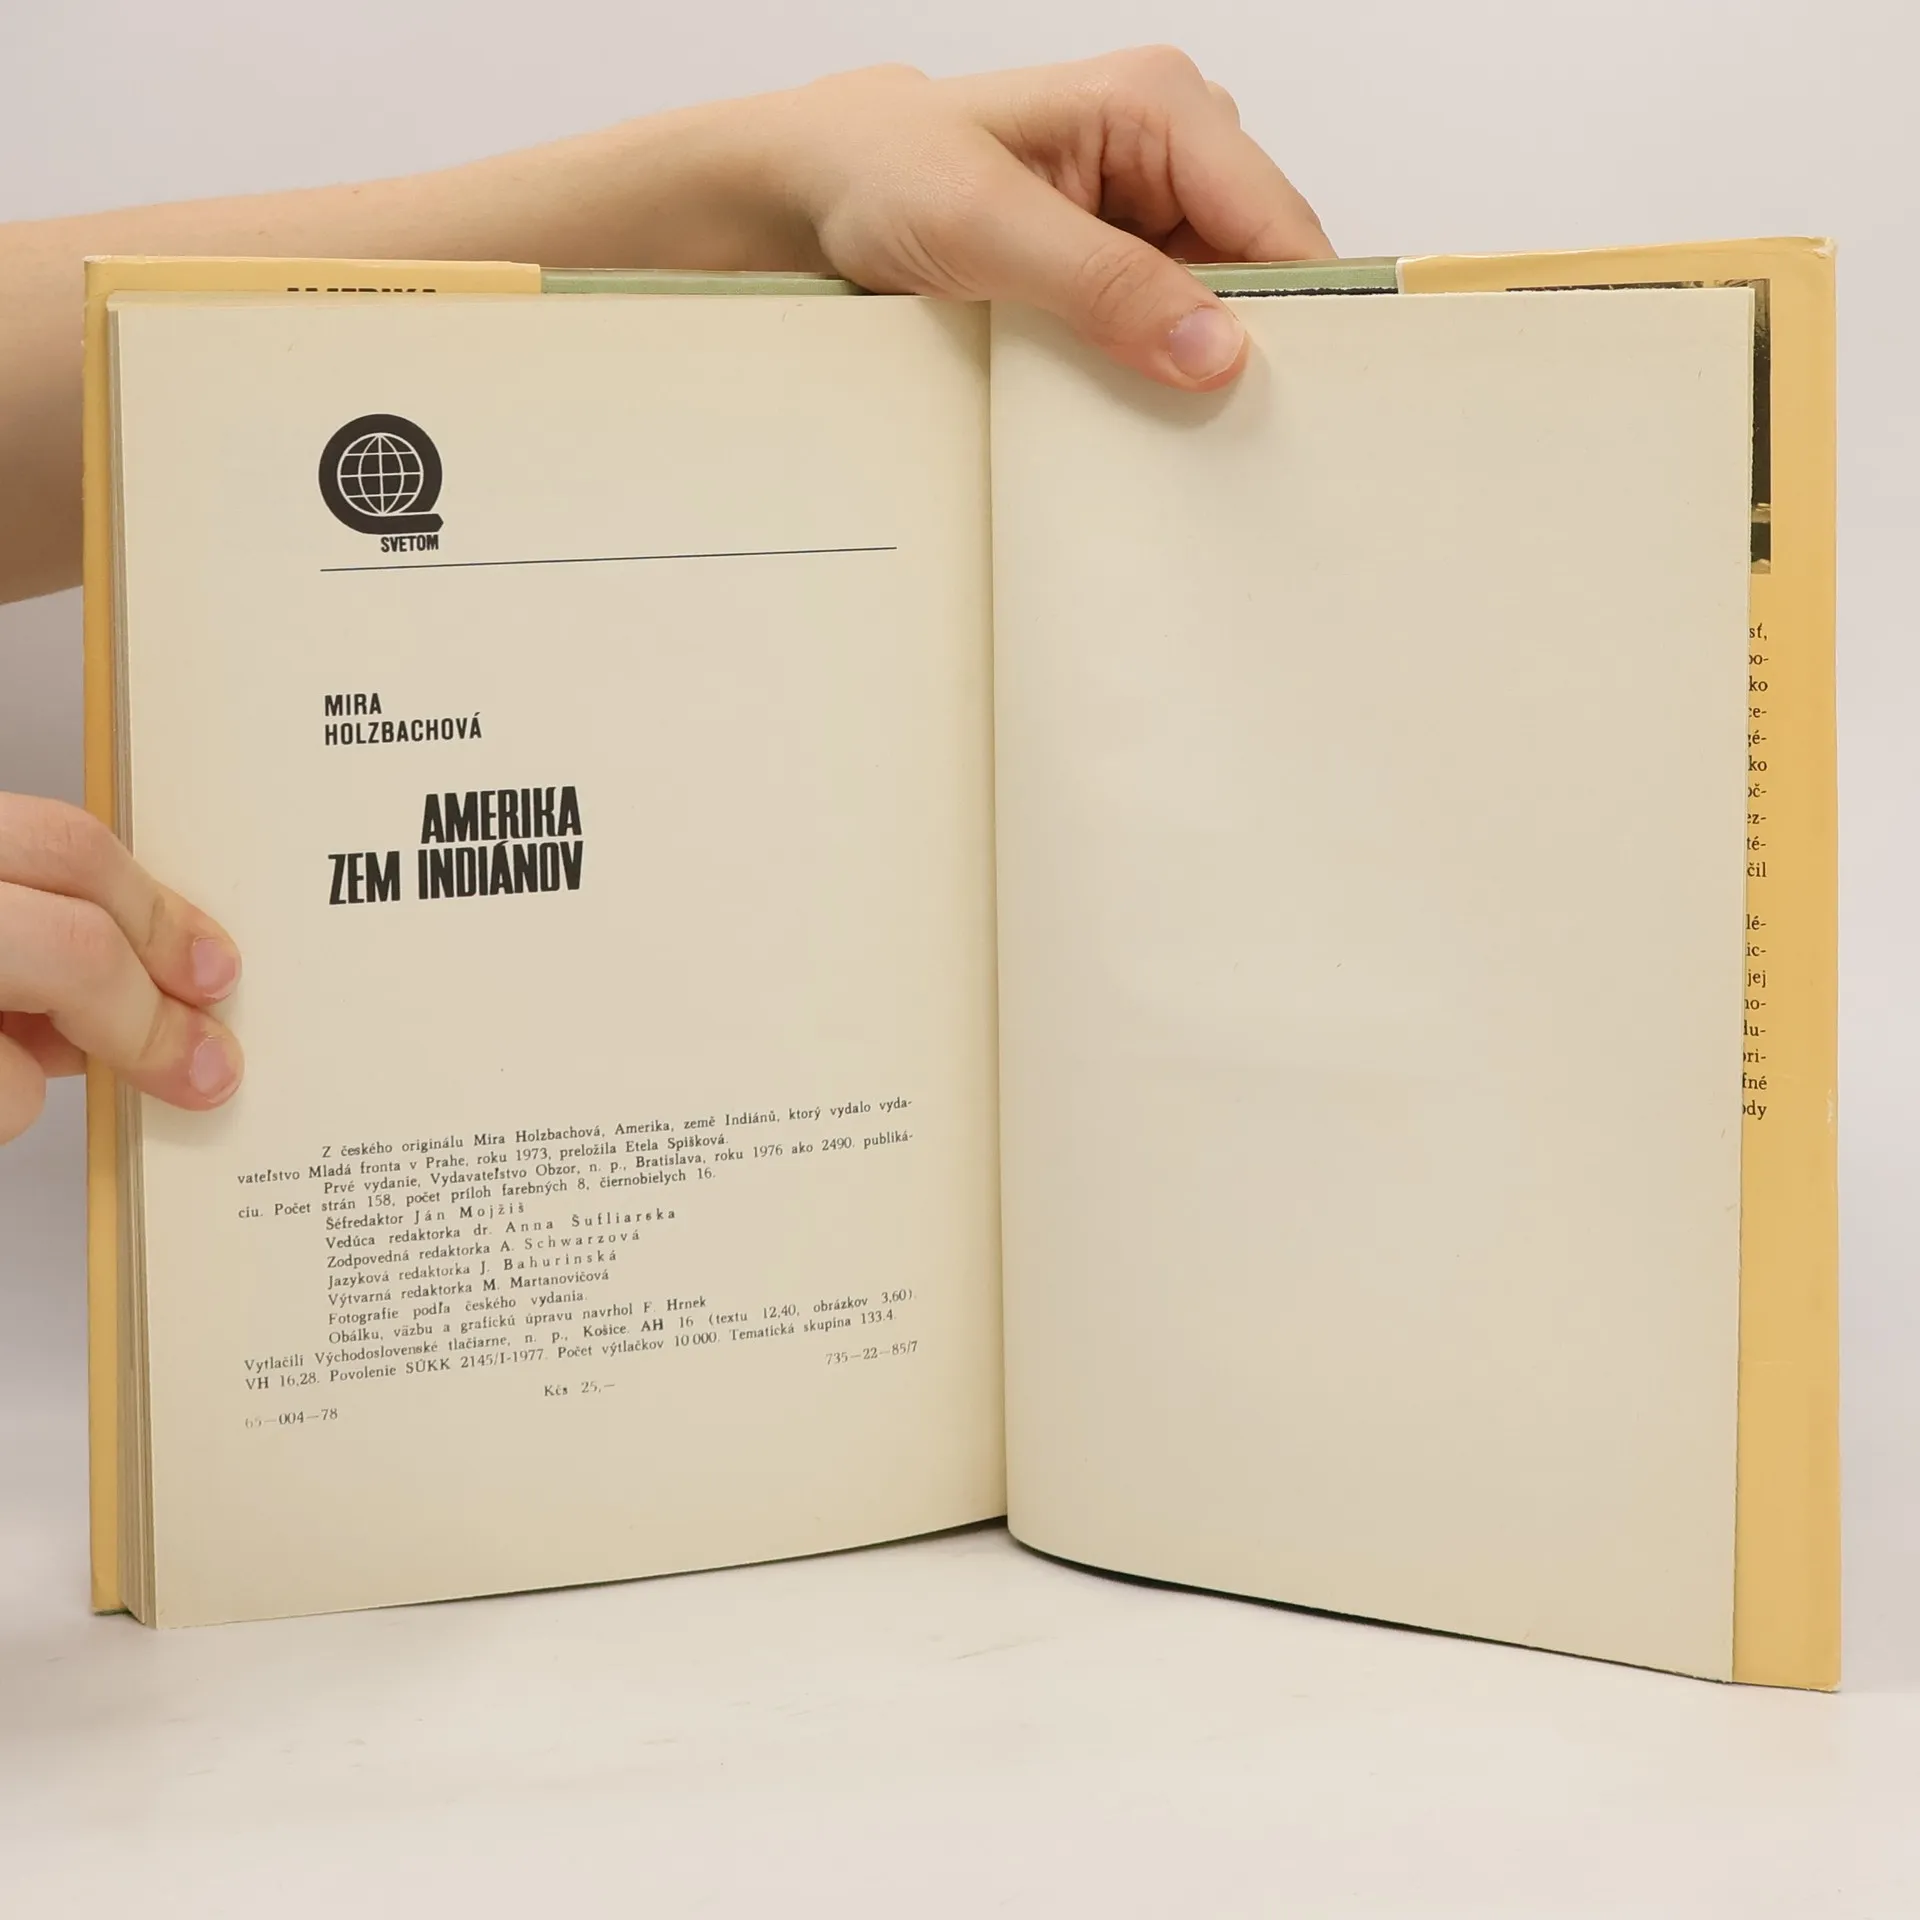 SVETOM
MIRA
HOLZBACHOVÁ
AMERIKA
ZEM INDIÁNOV
Z českého originálu Mira Holzbachová, Amerika, země Indiánů, ktorý vydalo vyda-
vateľstvo Mladá fronta v Prahe, roku 1973, preložila Etela Spišková.
Prvé vydanie, Vydavateľstvo Obzor, n. p., Bratislava, roku 1976 ako 2490. publiká-
ciu. Počet strán 158, počet príloh farebných 8, čiernobielych 16.
Šéfredaktor Ján Mojžiš
Vedúca redaktorka dr. Anna Šufliarska
Zodpovedná redaktorka A. Schwarzová
Jazyková redaktorka J. Bahurinská
Výtvarná redaktorka M. Martanovičová
Fotografie podľa českého vydania.
Obálku, väzbu a grafickú úpravu navrhol F. Hrnek
Vytlačili Východoslovenské tlačiarne, n. p., Košice. AH 16 (textu 12,40, obrázkov 3,60).
VH 16,28. Povolenie SÚKK 2145/I-1977. Počet výtlačkov 10 000. Tematická skupina 133.4.
735—22—85/7
Kčs 25,—
65—004—78
sť,
ko
ko
čil
jej